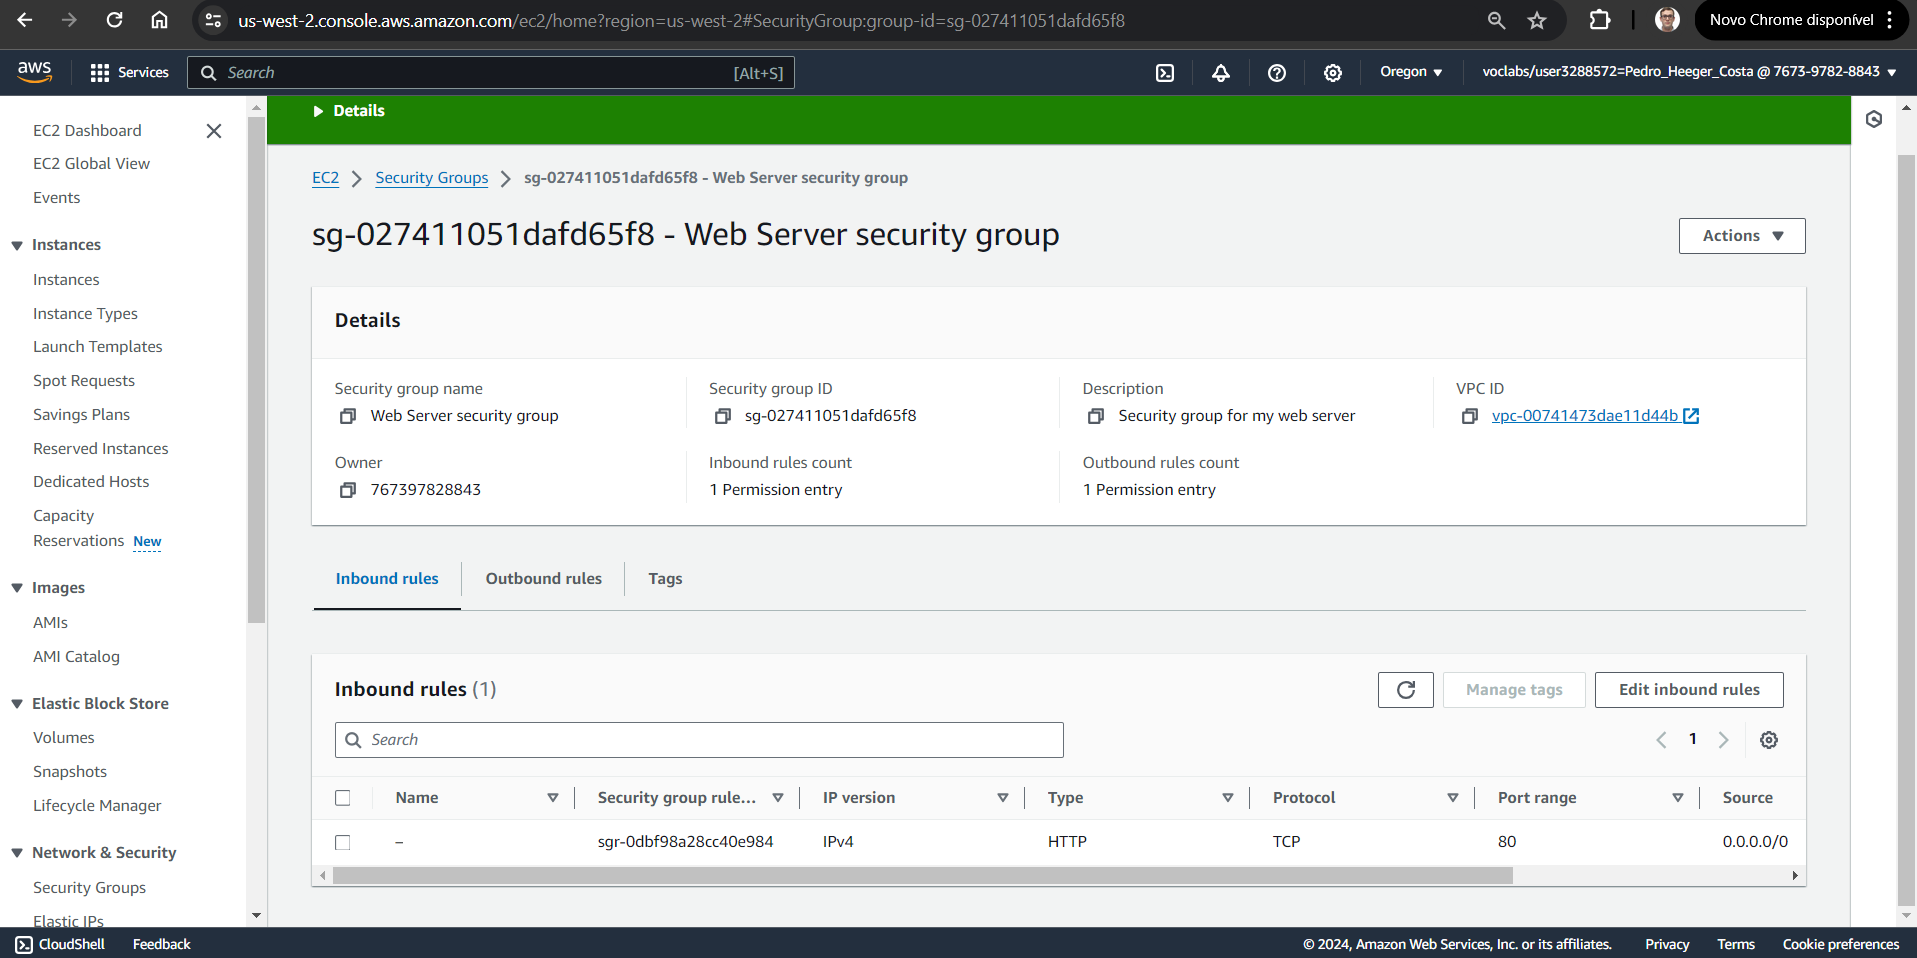 us-west-2.console.aws.amazon.com/ec2/home?region=us-west-2#SecurityGroup:group-id=sg-027411051dafd65f8
Novo Chrome disponível
aws
Services
Search
[Alt+S]
Oregon
voclabs/user3288572=Pedro_Heeger_Costa @ 7673-9782-8843
EC2 Dashboard
EC2 Global View
Events
Instances
Instances
Instance Types
Launch Templates
Spot Requests
Savings Plans
Reserved Instances
Dedicated Hosts
Capacity
Reservations New
Images
AMIs
AMI Catalog
Elastic Block Store
Volumes
Snapshots
Lifecycle Manager
Network & Security
Security Groups
Elastic IPs
Details
EC2 > Security Groups > sg-027411051dafd65f8 - Web Server security group
sg-027411051dafd65f8 - Web Server security group
Actions
Details
Security group name
Web Server security group
Security group ID
sg-027411051dafd65f8
Description
Security group for my web server
VPC ID
vpc-00741473dae11d44b
Owner
767397828843
Inbound rules count
1 Permission entry
Outbound rules count
1 Permission entry
Inbound rules
Outbound rules
Tags
Inbound rules (1)
Manage tags
Edit inbound rules
Search
1
Name Security group rule... IP version Type Protocol Port range Source
– sgr-0dbf98a28cc40e984 IPv4 HTTP TCP 80 0.0.0.0/0
CloudShell
Feedback
© 2024, Amazon Web Services, Inc. or its affiliates.
Privacy
Terms
Cookie preferences